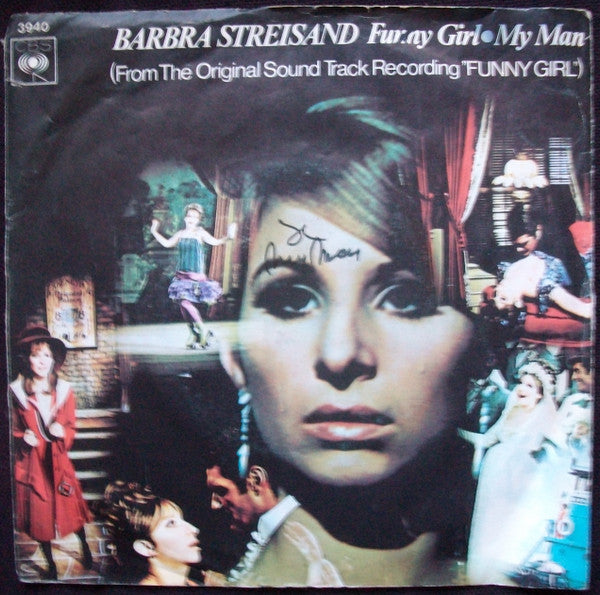 3940
CBS
BARBRA STREISAND Funny Girl • My Man
(From The Original Sound Track Recording "FUNNY GIRL")